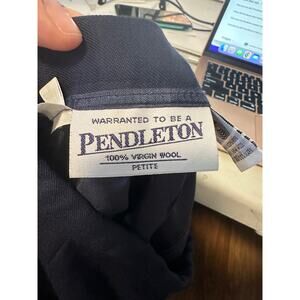 WARRANTED TO BE A
PENDLETON
100% VIRGIN WOOL
PETITE